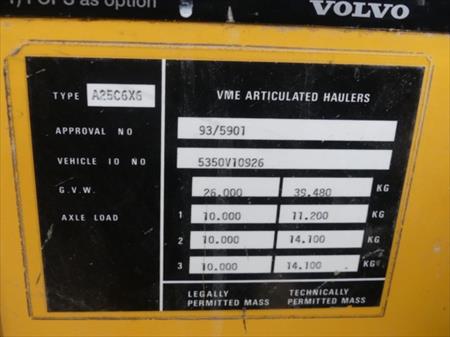 as option
VOLVO
TYPE A25C6X6 VME ARTICULATED HAULERS
APPROVAL NO 93/5901
VEHICLE ID NO 5350V10926
G.V.W. 26.000 39.480 KG
AXLE LOAD 1 10.000 11.200 KG
2 10.000 14.100 KG
3 10.000 14.100 KG
LEGALLY PERMITTED MASS TECHNICALLY PERMITTED MASS